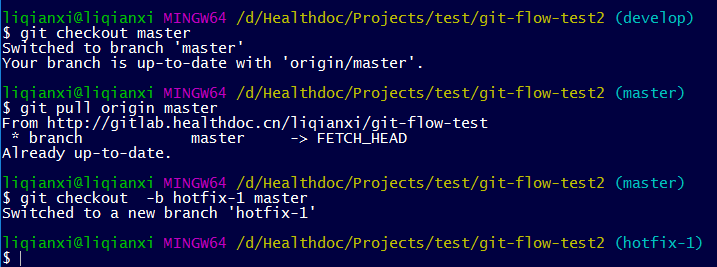 liqianxi@liqianxi MINGW64 /d/Healthdoc/Projects/test/git-flow-test2 (develop)
$ git checkout master
Switched to branch 'master'
Your branch is up-to-date with 'origin/master'.
liqianxi@liqianxi MINGW64 /d/Healthdoc/Projects/test/git-flow-test2 (master)
$ git pull origin master
From http://gitlab.healthdoc.cn/liqianxi/git-flow-test
 * branch            master     -> FETCH_HEAD
Already up-to-date.
liqianxi@liqianxi MINGW64 /d/Healthdoc/Projects/test/git-flow-test2 (master)
$ git checkout  -b hotfix-1 master
Switched to a new branch 'hotfix-1'
liqianxi@liqianxi MINGW64 /d/Healthdoc/Projects/test/git-flow-test2 (hotfix-1)
$